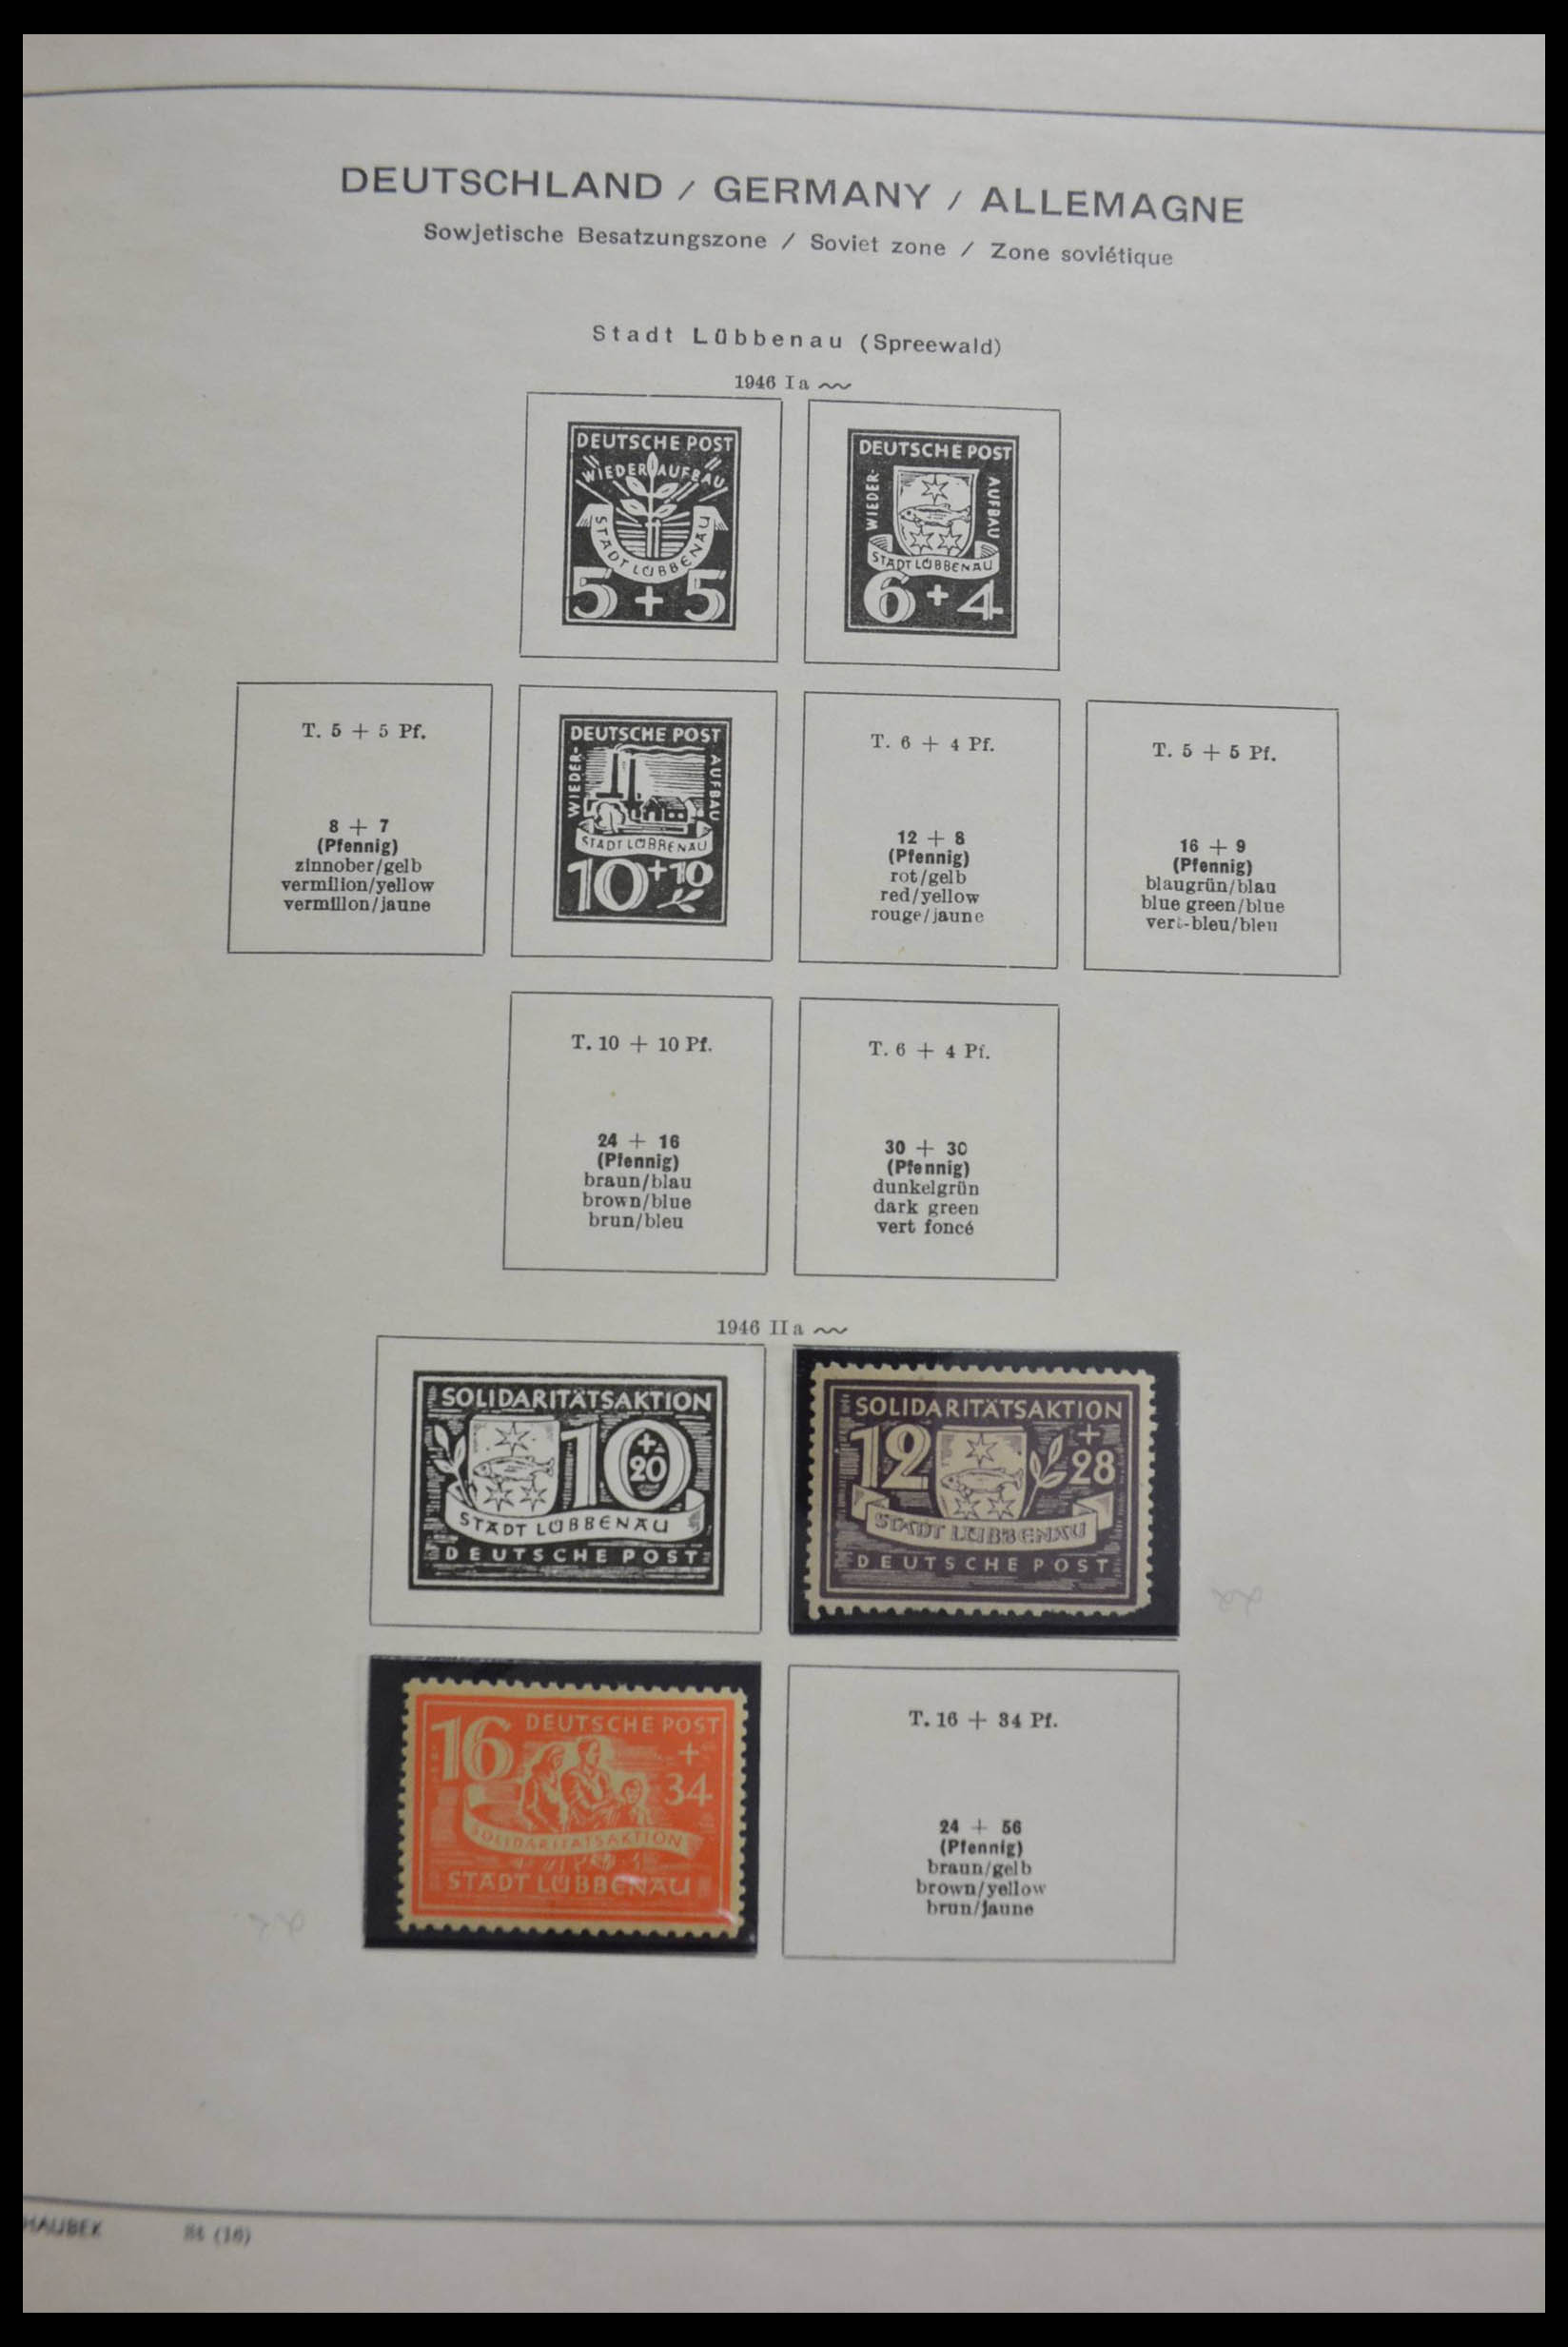 DEUTSCHLAND / GERMANY / ALLEMAGNE
Sowjetische Besatzungszone / Soviet zone / Zone soviétique
Stadt Lübbenau (Spreewald)
1946 Ia
DEUTSCHE POST
WIEDERAUFBAU
STADT LÜBBENAU
5 + 5
DEUTSCHE POST
WIEDER-
AUFBAU
STADT LÜBBENAU
6 + 4
T. 5 + 5 Pf.
8 + 7
(Pfennig)
zinnober/gelb
vermilion/yellow
vermillon/jaune
DEUTSCHE POST
WIEDER-
AUFBAU
STADT LÜBBENAU
10 + 10
T. 6 + 4 Pf.
12 + 8
(Pfennig)
rot/gelb
red/yellow
rouge/jaune
T. 5 + 5 Pf.
16 + 9
(Pfennig)
blaugrün/blau
blue green/blue
vert-bleu/bleu
T. 10 + 10 Pf.
24 + 16
(Pfennig)
braun/blau
brown/blue
brun/bleu
T. 6 + 4 Pf.
30 + 30
(Pfennig)
dunkelgrün
dark green
vert foncé
1946 IIa
SOLIDARITÄTSAKTION
10 + 20
STADT LÜBBENAU
DEUTSCHE POST
SOLIDARITÄTSAKTION
12 + 28
STADT LÜBBENAU
DEUTSCHE POST
16 DEUTSCHE POST
+
34
SOLIDARITÄTSAKTION
STADT LÜBBENAU
T. 16 + 34 Pf.
24 + 56
(Pfennig)
braun/gelb
brown/yellow
brun/jaune
HAUBEK 84 (16)